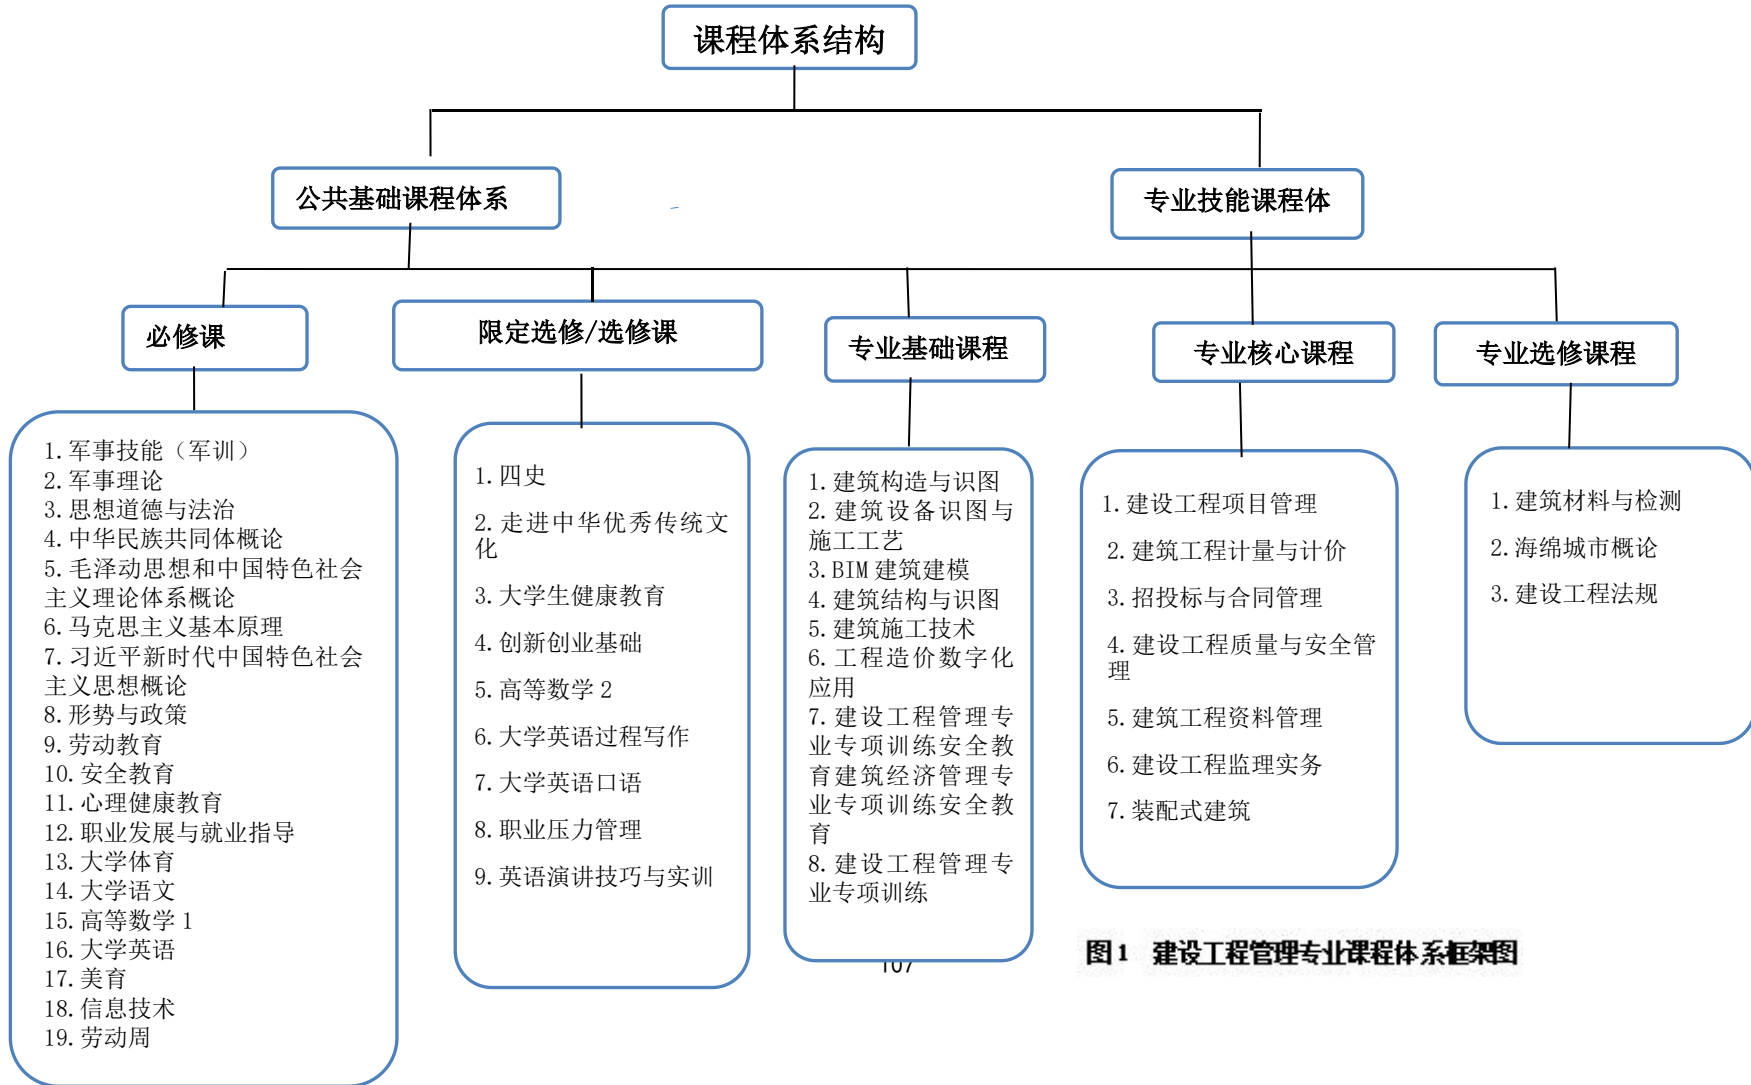 课程体系结构
公共基础课程体系
专业技能课程体
必修课
限定选修/选修课
专业基础课程
专业核心课程
专业选修课程
1.军事技能（军训）
2.军事理论
3.思想道德与法治
4.中华民族共同体概论
5.毛泽动思想和中国特色社会
主义理论体系概论
6.马克思主义基本原理
7.习近平新时代中国特色社会
主义思想概论
8.形势与政策
9.劳动教育
10.安全教育
11.心理健康教育
12.职业发展与就业指导
13.大学体育
14.大学语文
15.高等数学1
16.大学英语
17.美育
18.信息技术
19.劳动周
1.四史
2.走进中华优秀传统文
化
3.大学生健康教育
4.创新创业基础
5.高等数学2
6.大学英语过程写作
7.大学英语口语
8.职业压力管理
9.英语演讲技巧与实训
1.建筑构造与识图
2.建筑设备识图与
施工工艺
3.BIM建筑建模
4.建筑结构与识图
5.建筑施工技术
6.工程造价数字化
应用
7.建设工程管理专
业专项训练安全教
育建筑经济管理专
业专项训练安全教
育
8.建设工程管理专
业专项训练
1.建设工程项目管理
2.建筑工程计量与计价
3.招投标与合同管理
4.建设工程质量与安全管
理
5.建筑工程资料管理
6.建设工程监理实务
7.装配式建筑
1.建筑材料与检测
2.海绵城市概论
3.建设工程法规
107
图1 建设工程管理专业课程体系框架图